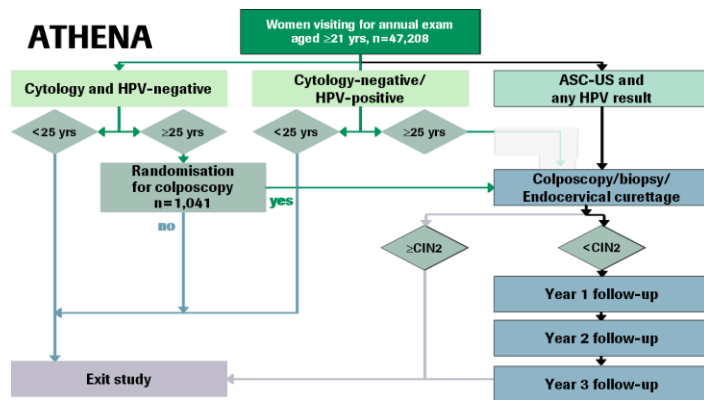 ATHENA
Women visiting for annual exam
aged ≥21 yrs, n=47,208
Cytology and HPV-negative
Cytology-negative/
HPV-positive
ASC-US and
any HPV result
<25 yrs
≥25 yrs
<25 yrs
≥25 yrs
Randomisation
for colposcopy
n=1,041
yes
no
Colposcopy/biopsy/
Endocervical curettage
≥CIN2
<CIN2
Year 1 follow-up
Year 2 follow-up
Year 3 follow-up
Exit study